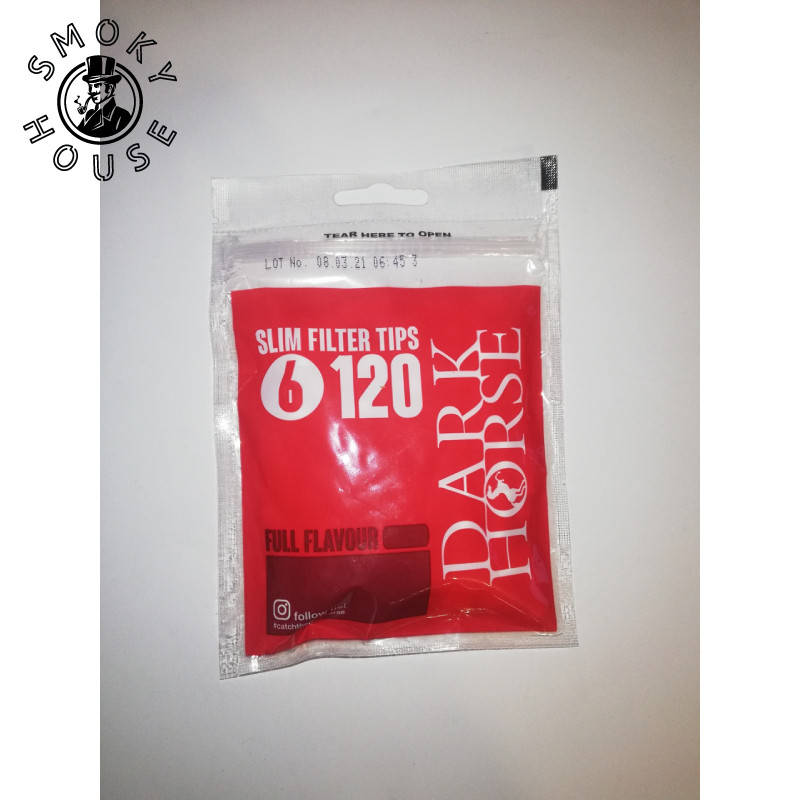 SMOKY
HOUSE
TEAR HERE TO OPEN
LOT No. 08.03.21 06:45 3
SLIM FILTER TIPS
6 120
DARK
HORSE
FULL FLAVOUR